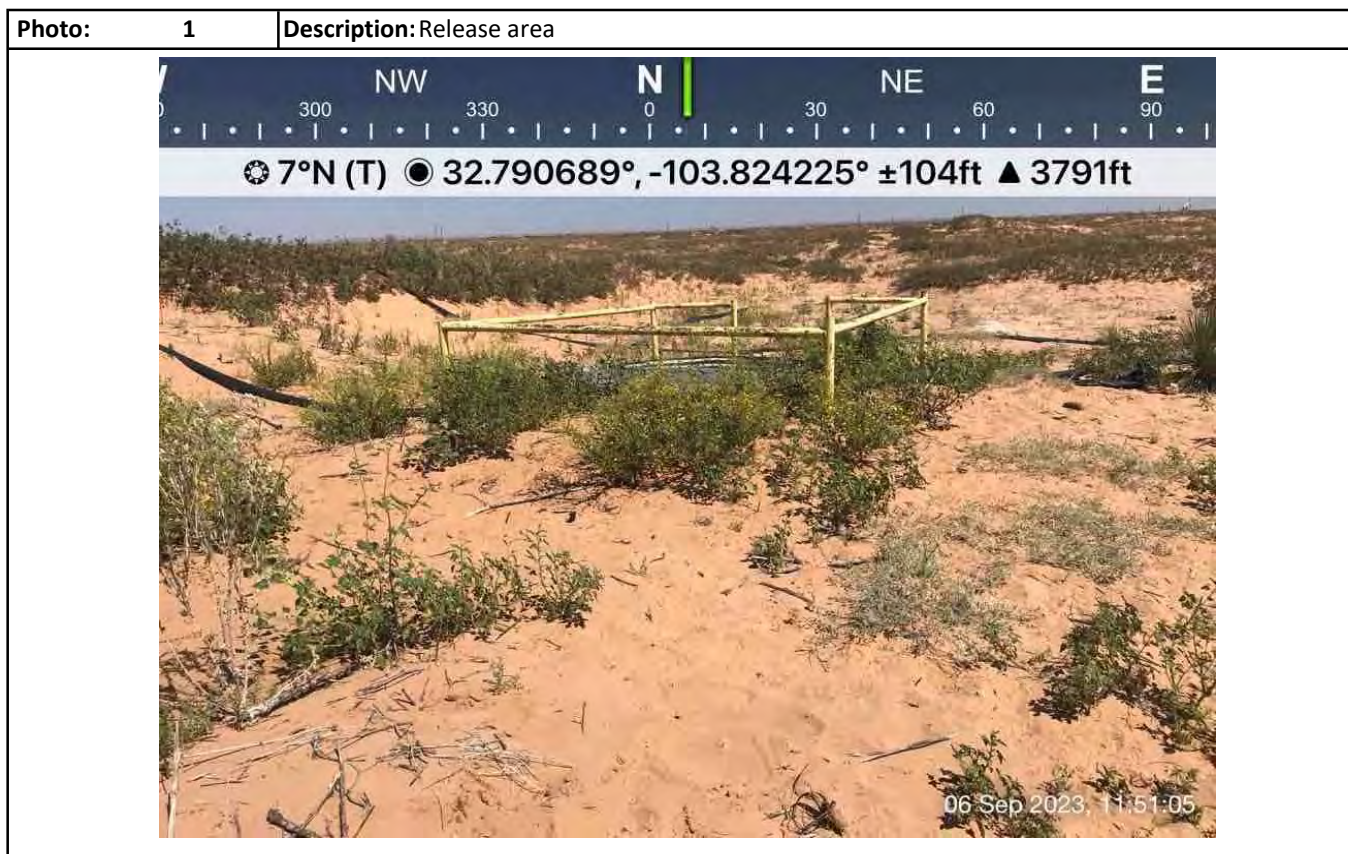 Photo: 1 Description: Release area
NW N NE E
300 330 0 30 60 90
7°N (T) 32.790689°, -103.824225° ±104ft ▲ 3791ft
06 Sep 2023, 11:51:05